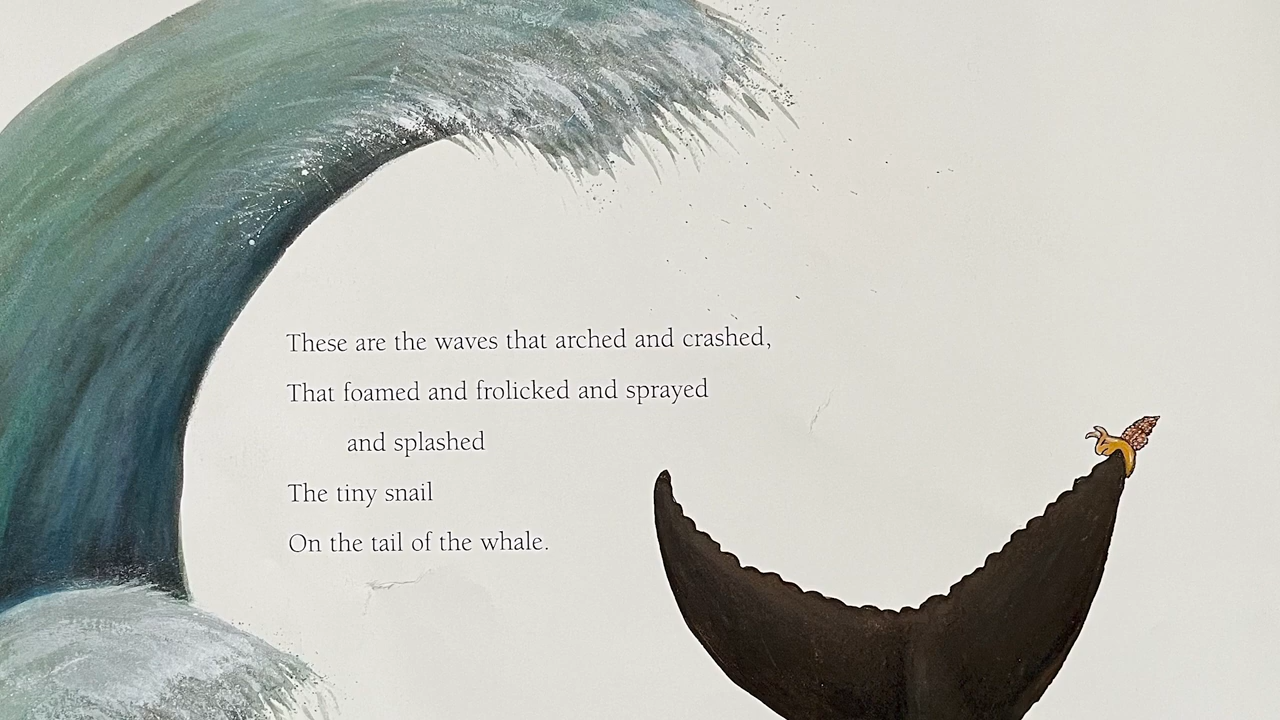 These are the waves that arched and crashed,
That foamed and frolicked and sprayed
and splashed
The tiny snail
On the tail of the whale.